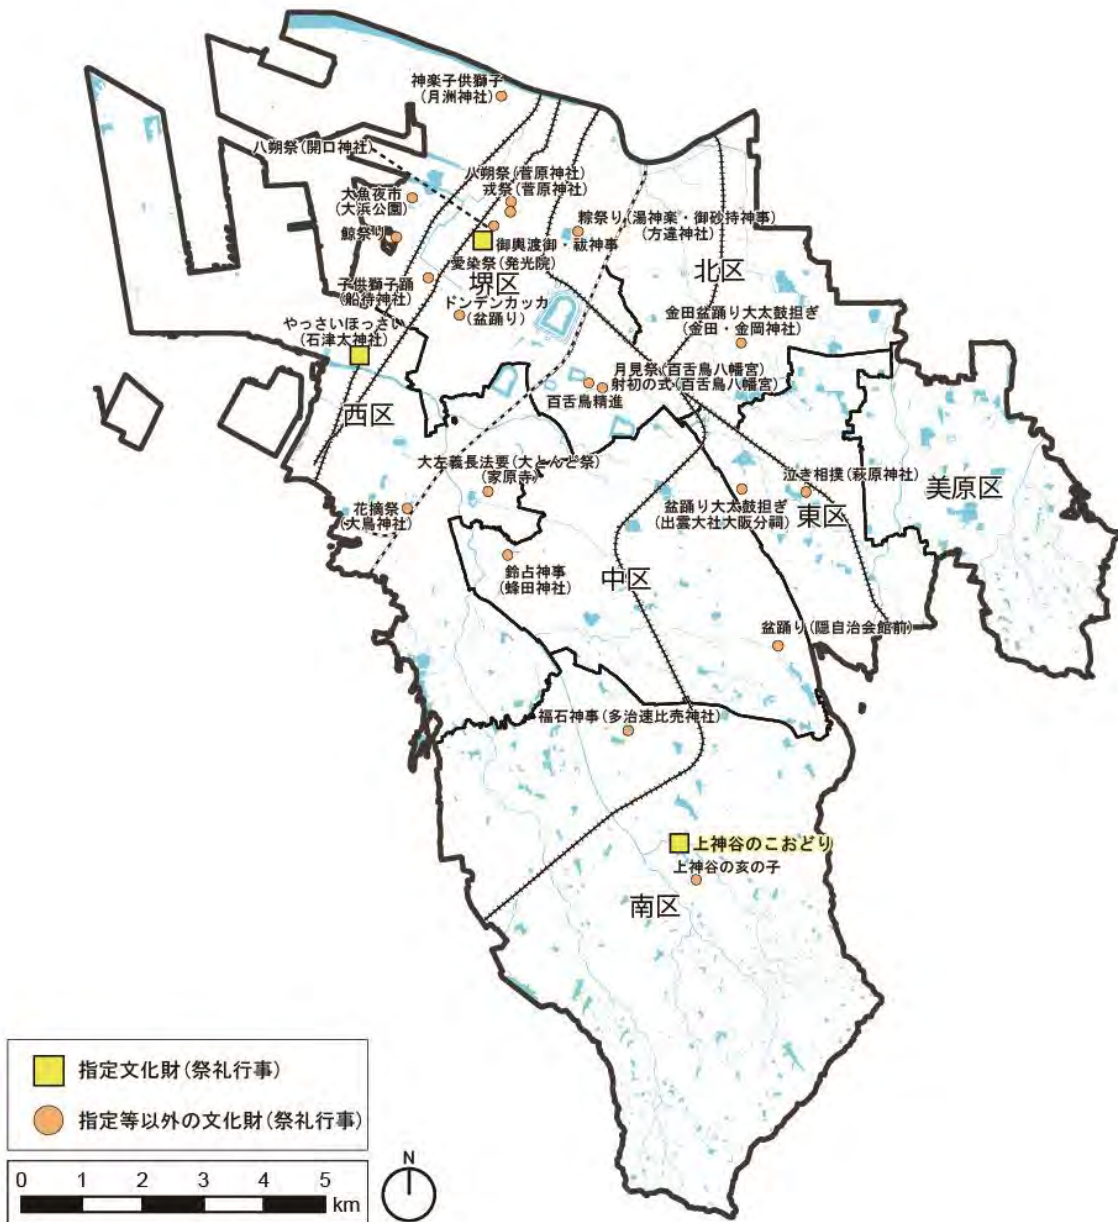 神楽子供獅子
(月洲神社)
八朔祭(開口神社)
八朔祭(菅原神社)
戎祭(菅原神社)
大魚夜市
(大浜公園)
鯨祭り
粽祭り(湯神楽・御砂持神事)
(方違神社)
御輿渡御・祓神事
愛染祭(発光院)
堺区
北区
子供獅子踊
(船待神社)
ドンデンカッカ
(盆踊り)
金田盆踊り大太鼓担ぎ
(金田・金岡神社)
やっさいほっさい
(石津太神社)
月見祭(百舌鳥八幡宮)
射初の式(百舌鳥八幡宮)
百舌鳥精進
西区
大左義長法要(大とんど祭)
(家原寺)
泣き相撲(萩原神社)
美原区
花摘祭
(大鳥神社)
盆踊り大太鼓担ぎ
(出雲大社大阪分祠)
東区
鈴占神事
(蜂田神社)
中区
盆踊り(隠自治会館前)
福石神事(多治速比売神社)
上神谷のこおどり
上神谷の亥の子
南区
指定文化財(祭礼行事)
指定等以外の文化財(祭礼行事)
0 1 2 3 4 5
km
N